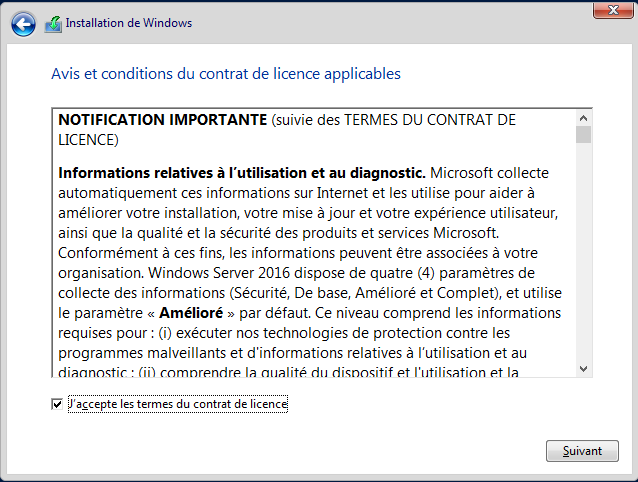 Installation de Windows
Avis et conditions du contrat de licence applicables
NOTIFICATION IMPORTANTE (suivie des TERMES DU CONTRAT DE
LICENCE)
Informations relatives à l'utilisation et au diagnostic. Microsoft collecte
automatiquement ces informations sur Internet et les utilise pour aider à
améliorer votre installation, votre mise à jour et votre expérience utilisateur,
ainsi que la qualité et la sécurité des produits et services Microsoft.
Conformément à ces fins, les informations peuvent être associées à votre
organisation. Windows Server 2016 dispose de quatre (4) paramètres de
collecte des informations (Sécurité, De base, Amélioré et Complet), et utilise
le paramètre « Amélioré » par défaut. Ce niveau comprend les informations
requises pour : (i) exécuter nos technologies de protection contre les
programmes malveillants et d'informations relatives à l'utilisation et au
diagnostic ; (ii) comprendre la qualité du dispositif et l'utilisation et la
J'accepte les termes du contrat de licence
Suivant